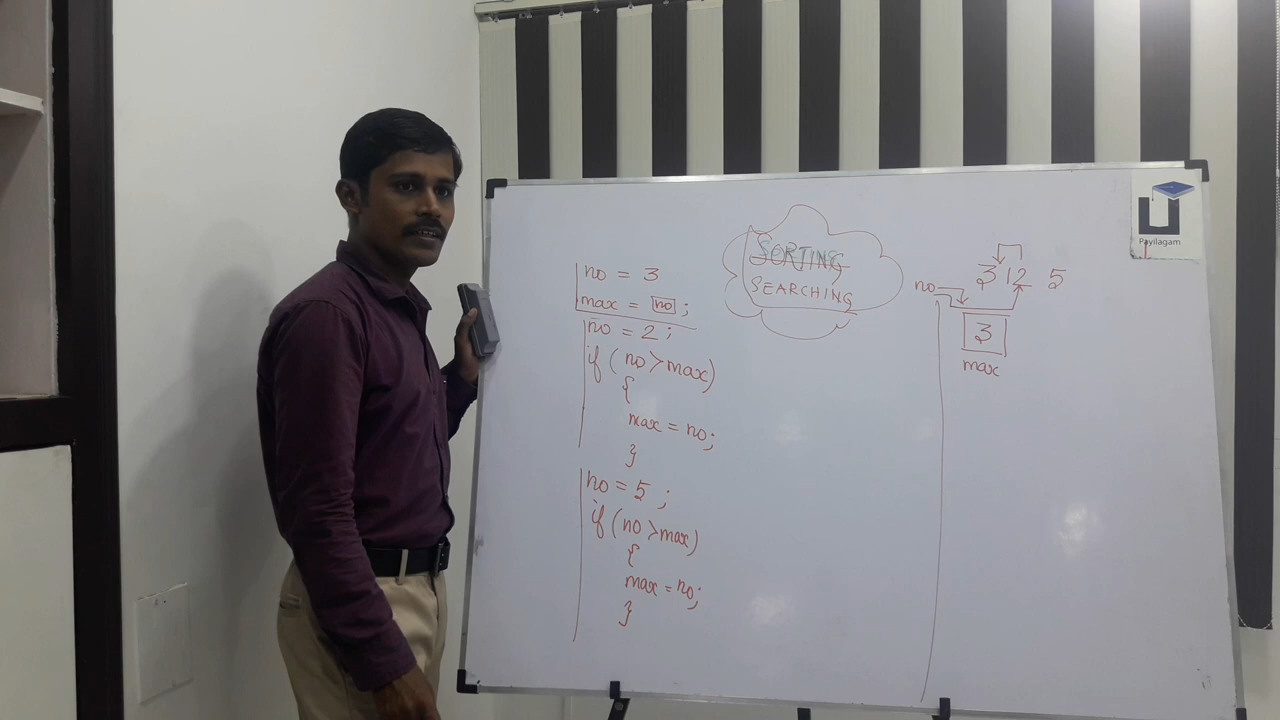 no = 3
max = no ;
no = 2 ;
if ( no > max )
{
max = no ;
}
no = 5 ;
if ( no > max )
{
max = no ;
}
SORTING
SEARCHING
3 12 5
no
3
max
Payilagam